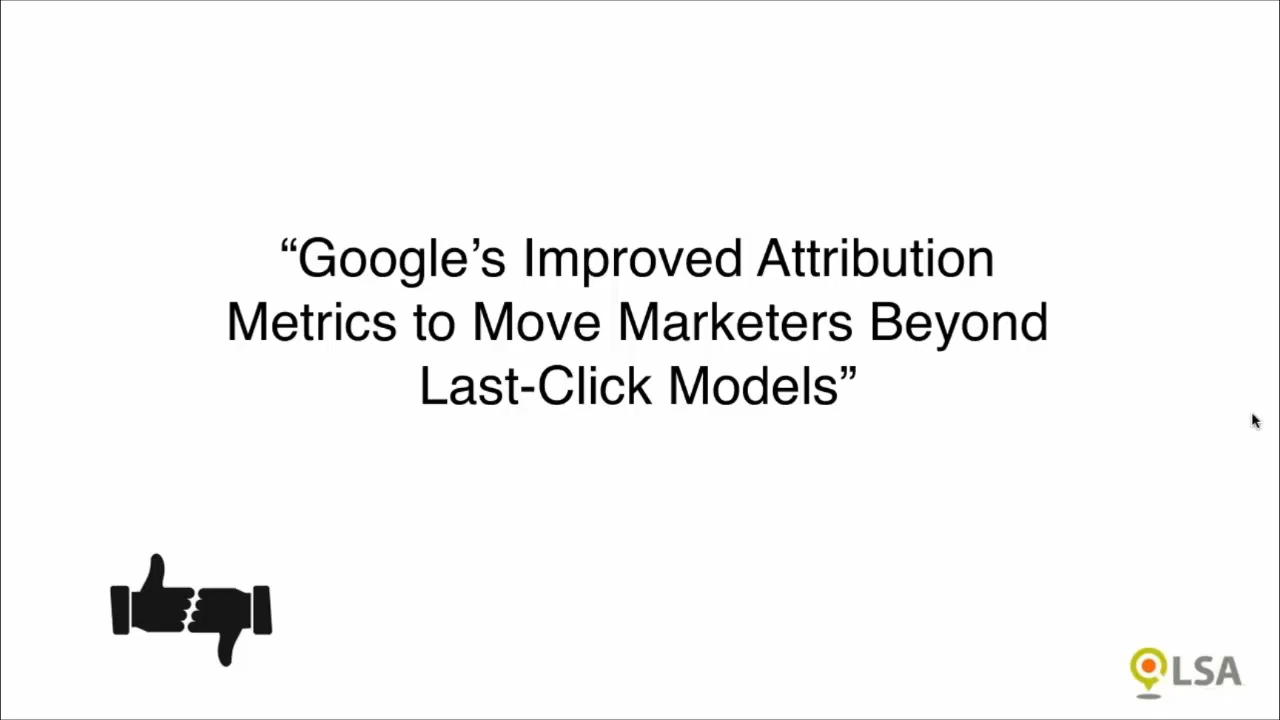 “Google’s Improved Attribution
Metrics to Move Marketers Beyond
Last-Click Models”
LSA